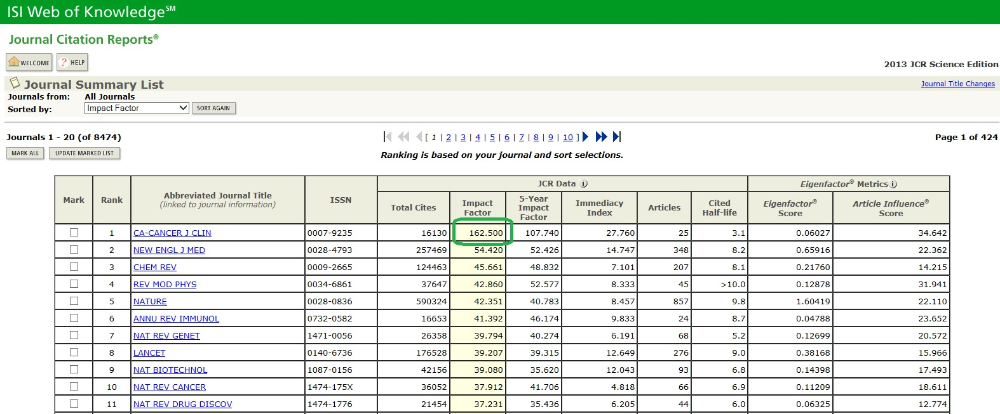 ISI Web of Knowledge℠
Journal Citation Reports®
WELCOME ? HELP
2013 JCR Science Edition
Journal Summary List
Journal Title Changes
Journals from: All Journals
Sorted by: Impact Factor SORT AGAIN
Journals 1 - 20 (of 8474)
[ 1 | 2 | 3 | 4 | 5 | 6 | 7 | 8 | 9 | 10 ]
Page 1 of 424
MARK ALL UPDATE MARKED LIST
Ranking is based on your journal and sort selections.
Mark Rank Abbreviated Journal Title (linked to journal information) ISSN JCR Data i Eigenfactor® Metrics i
Total Cites Impact Factor 5-Year Impact Factor Immediacy Index Articles Cited Half-life Eigenfactor® Score Article Influence® Score
1 CA-CANCER J CLIN 0007-9235 16130 162.500 107.740 27.760 25 3.1 0.06027 34.642
2 NEW ENGL J MED 0028-4793 257469 54.420 52.426 14.747 348 8.2 0.65916 22.362
3 CHEM REV 0009-2665 124463 45.661 48.832 7.101 207 8.1 0.21760 14.215
4 REV MOD PHYS 0034-6861 37647 42.860 52.577 8.333 45 >10.0 0.12878 31.941
5 NATURE 0028-0836 590324 42.351 40.783 8.457 857 9.8 1.60419 22.110
6 ANNU REV IMMUNOL 0732-0582 16653 41.392 46.174 9.833 24 8.7 0.04788 23.652
7 NAT REV GENET 1471-0056 26358 39.794 40.274 6.191 68 5.2 0.12699 20.572
8 LANCET 0140-6736 176528 39.207 39.315 12.649 276 9.0 0.38168 15.966
9 NAT BIOTECHNOL 1087-0156 42156 39.080 35.620 12.043 93 6.8 0.14398 17.493
10 NAT REV CANCER 1474-175X 36052 37.912 41.706 4.818 66 6.9 0.11209 18.611
11 NAT REV DRUG DISCOV 1474-1776 21454 37.231 35.436 6.205 44 6.0 0.06325 12.774